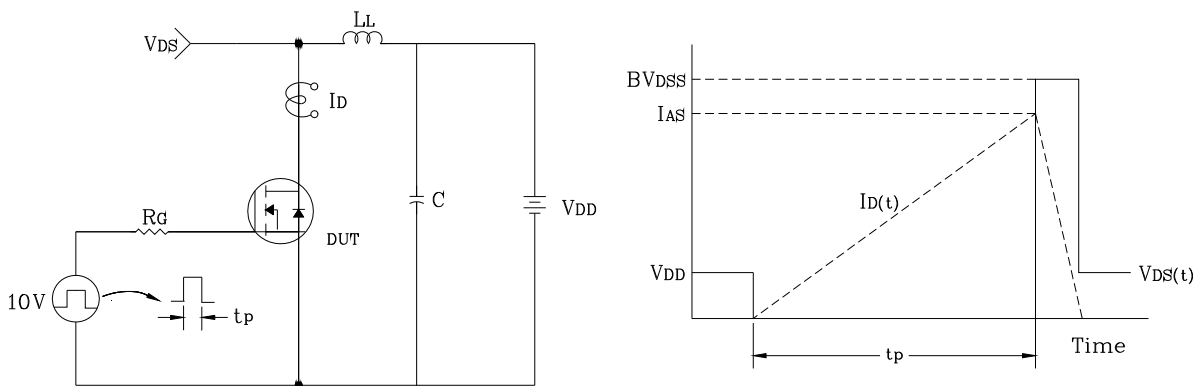 LL
VDS
ID
RG
DUT
C
VDD
10V
tp
BVDSS
IAS
ID(t)
VDD
VDS(t)
tp
Time